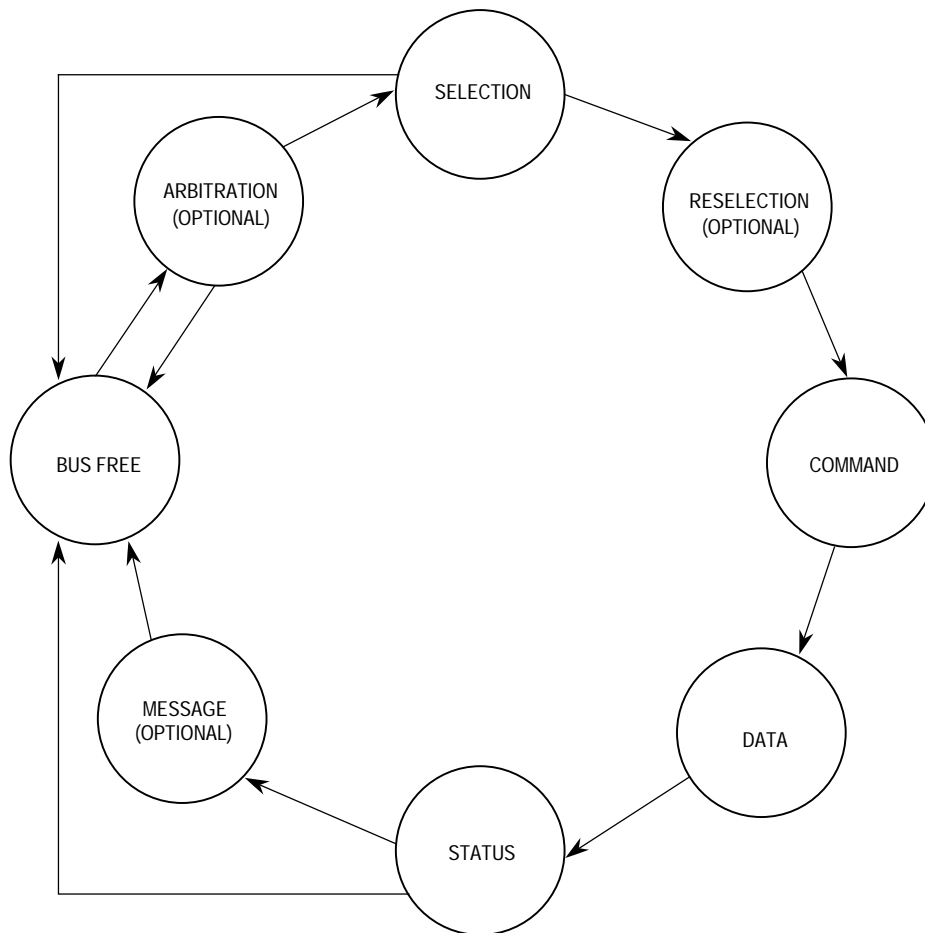 SELECTION
ARBITRATION
(OPTIONAL)
RESELECTION
(OPTIONAL)
BUS FREE
COMMAND
MESSAGE
(OPTIONAL)
DATA
STATUS